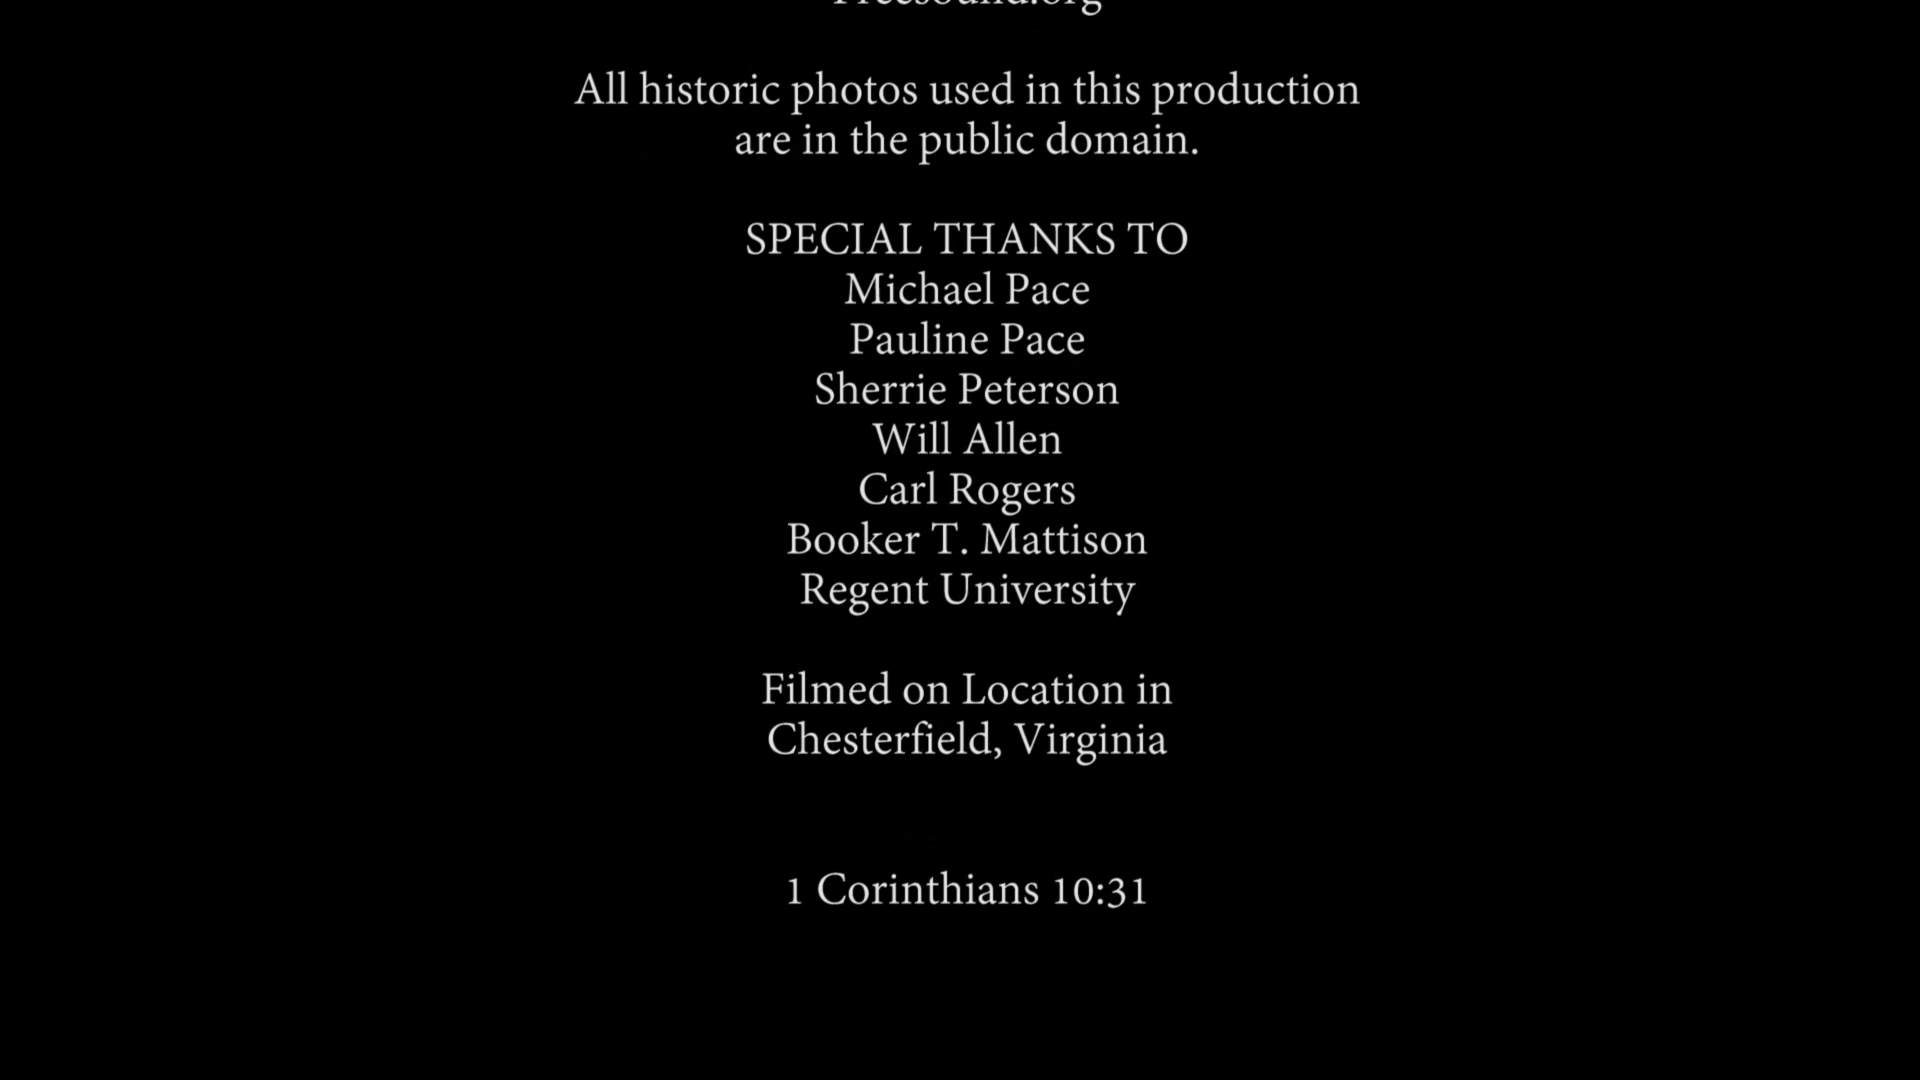 Freesound.org
All historic photos used in this production
are in the public domain.
SPECIAL THANKS TO
Michael Pace
Pauline Pace
Sherrie Peterson
Will Allen
Carl Rogers
Booker T. Mattison
Regent University
Filmed on Location in
Chesterfield, Virginia
1 Corinthians 10:31